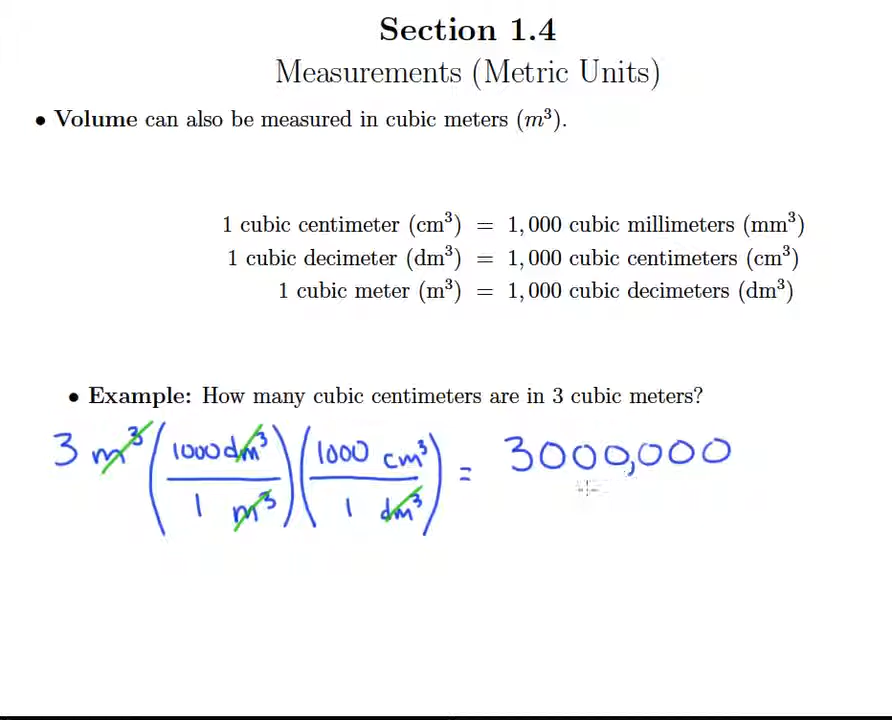 Section 1.4
Measurements (Metric Units)
• Volume can also be measured in cubic meters (m³).
1 cubic centimeter (cm³) = 1,000 cubic millimeters (mm³)
1 cubic decimeter (dm³) = 1,000 cubic centimeters (cm³)
1 cubic meter (m³) = 1,000 cubic decimeters (dm³)
• Example: How many cubic centimeters are in 3 cubic meters?
3 m³ (1000 dm³ / 1 m³) (1000 cm³ / 1 dm³) = 3000,000